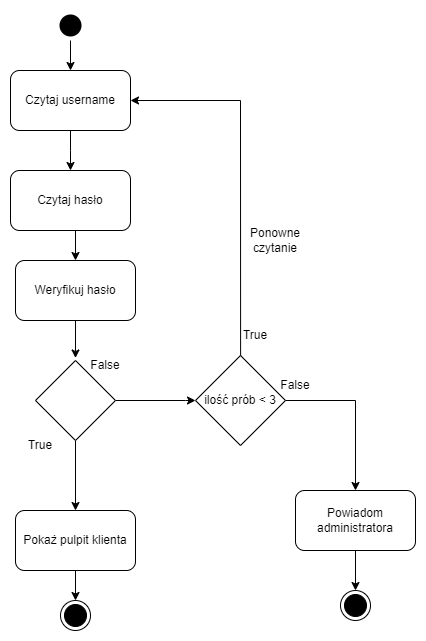 Czytaj username
Czytaj hasło
Ponowne
czytanie
Weryfikuj hasło
True
False
False
ilość prób < 3
True
Powiadom
administratora
Pokaż pulpit klienta